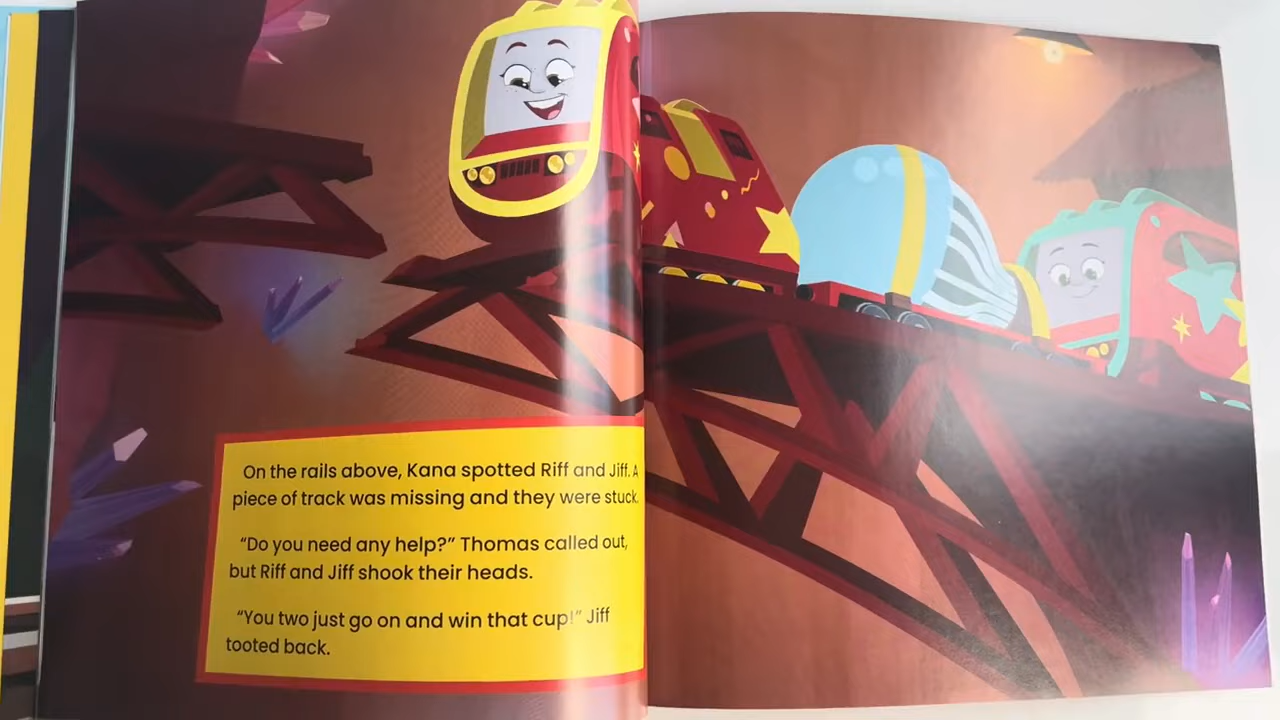 On the rails above, Kana spotted Riff and Jiff. A
piece of track was missing and they were stuck.
“Do you need any help?” Thomas called out,
but Riff and Jiff shook their heads.
“You two just go on and win that cup!” Jiff
tooted back.